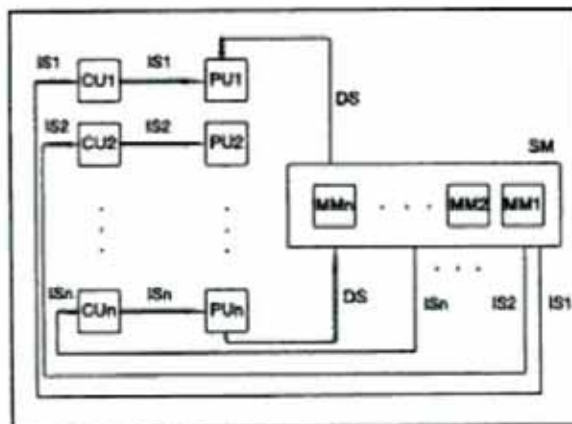 IS1 CU1 IS1 PU1
DS
IS2 CU2 IS2 PU2
SM
MMn . . . MM2 MM1
ISn CUn ISn PUn
DS ISn IS2 IS1